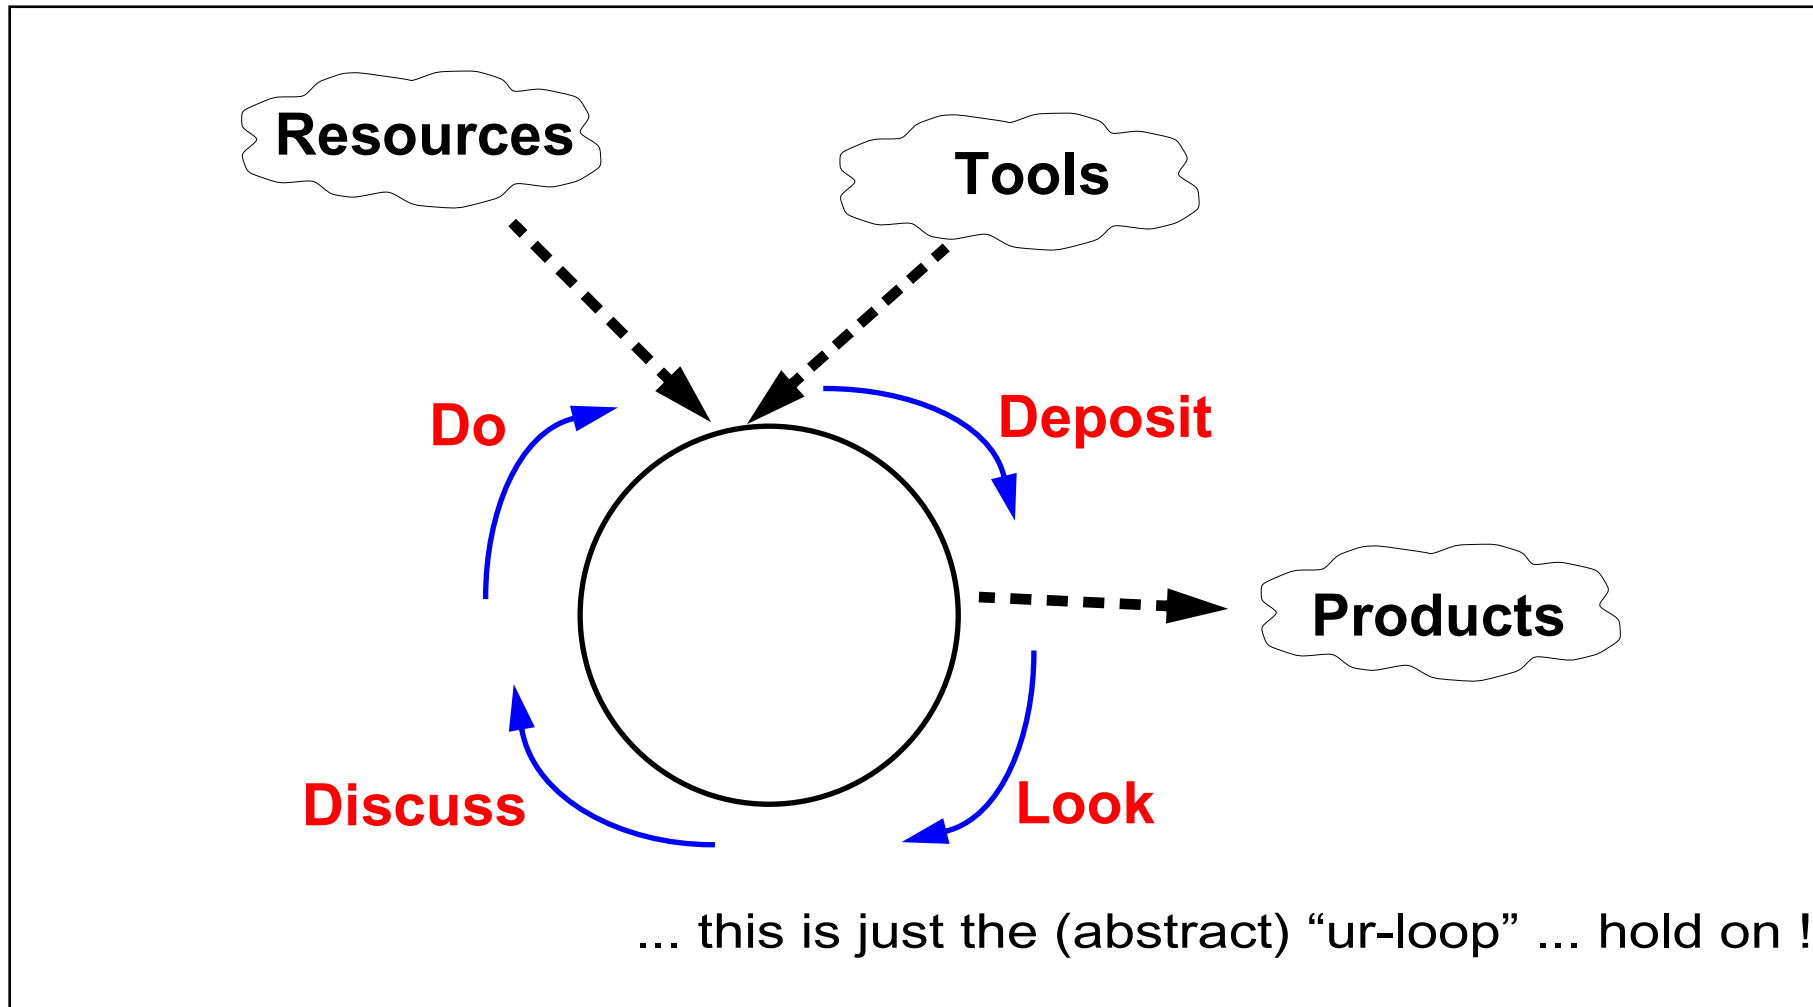 Resources
Tools
Do
Deposit
Products
Discuss
Look
... this is just the (abstract) “ur-loop” ... hold on !